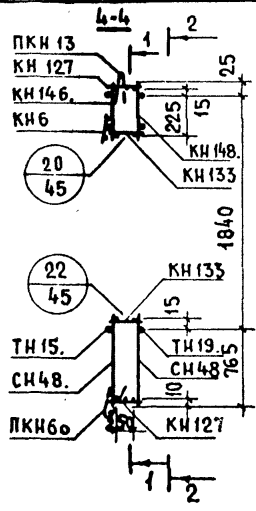 4-4
1 2
ПКН 13
КН 127
КН 146.
КН 6
25
15
225
КН 148.
КН 133
20
45
1840
22
45
КН 133
15
ТН 15.
ТН 19.
СН 48.
СН 48
765
10
ПКН 60
50
КН 127
1 2